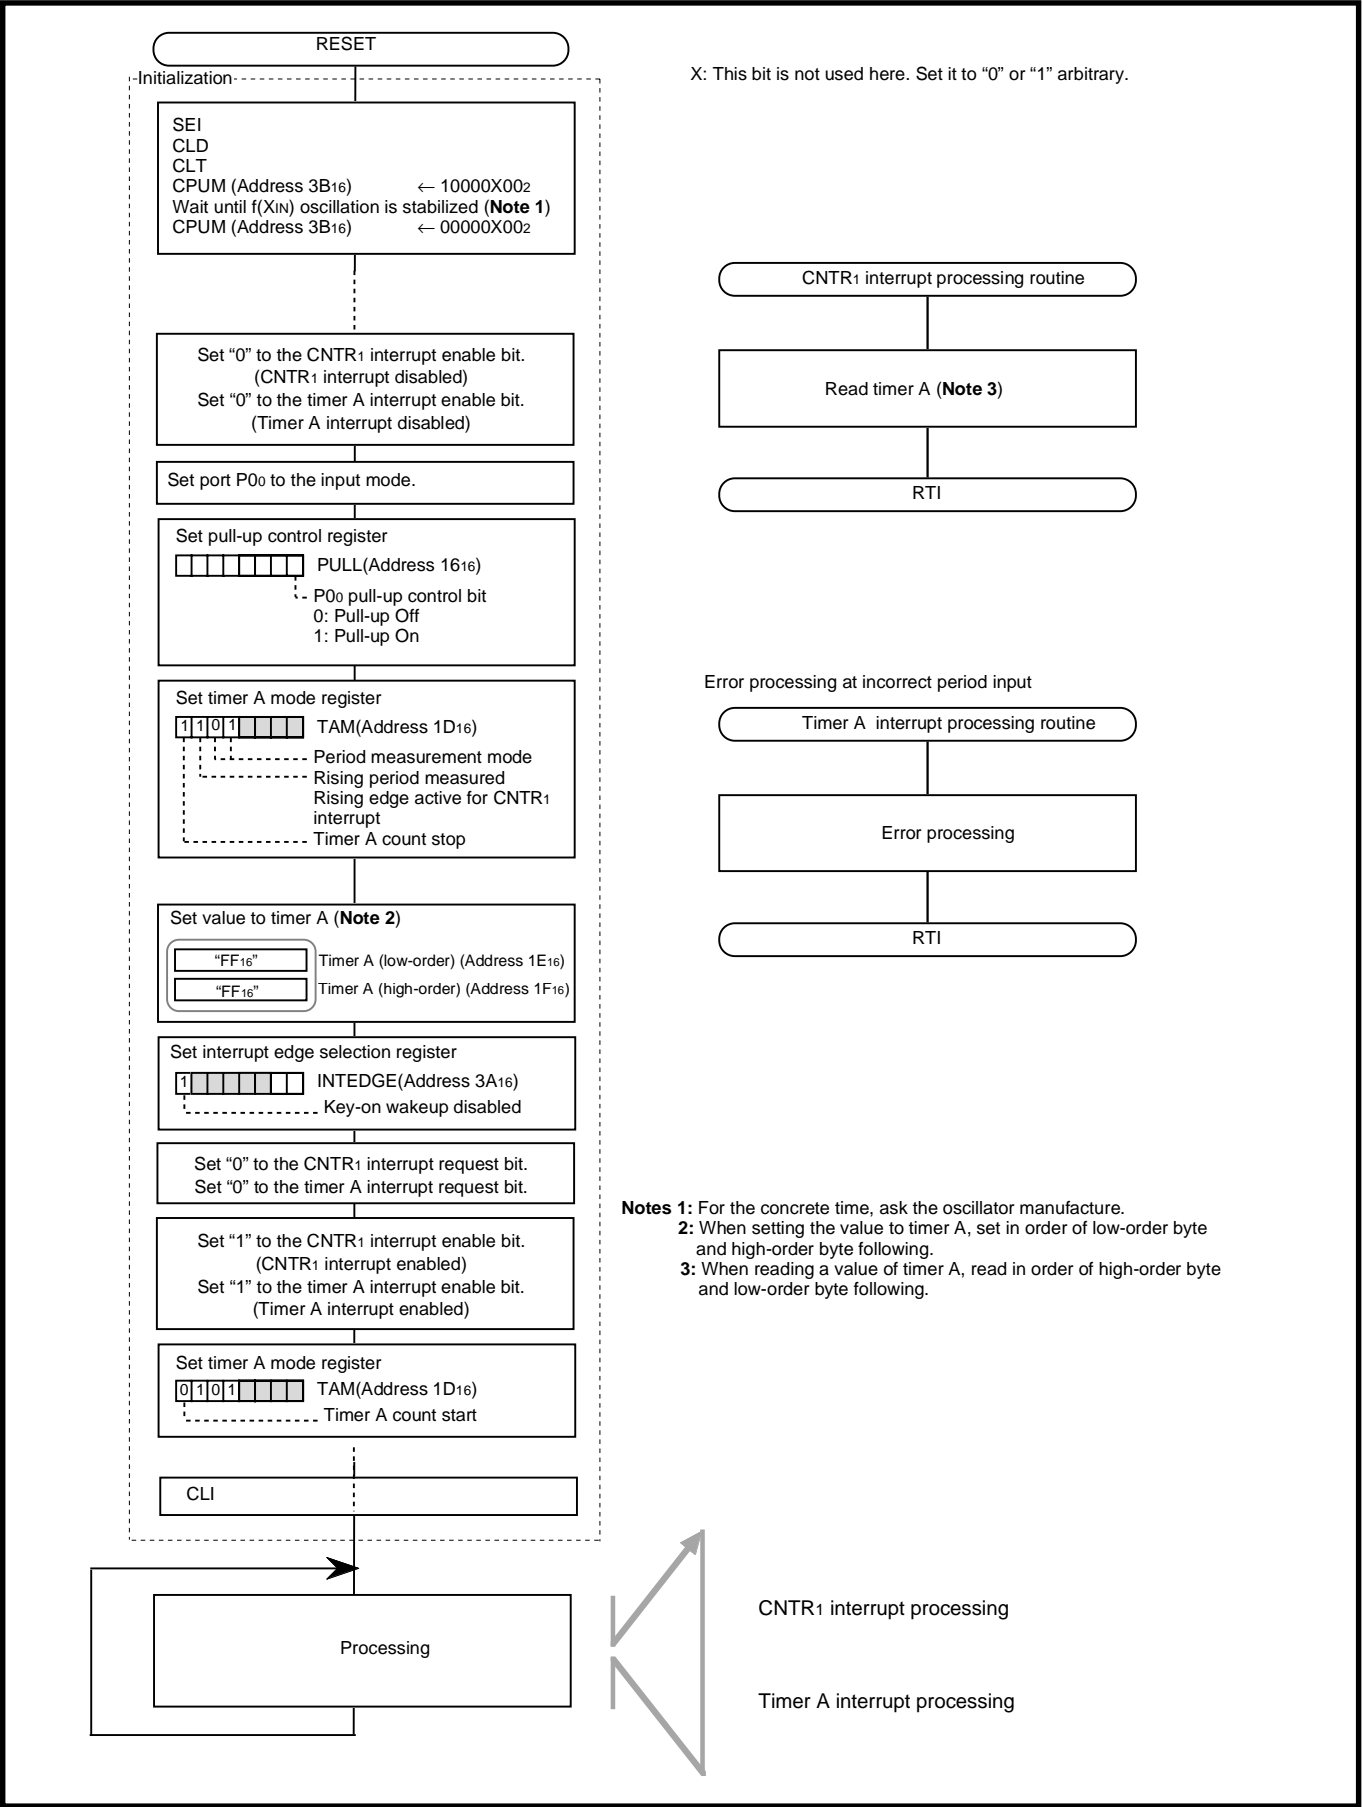 RESET
Initialization
X: This bit is not used here. Set it to “0” or “1” arbitrary.
SEI
CLD
CLT
CPUM (Address 3B16) ← 10000X002
Wait until f(XIN) oscillation is stabilized (Note 1)
CPUM (Address 3B16) ← 00000X002
Set “0” to the CNTR1 interrupt enable bit.
(CNTR1 interrupt disabled)
Set “0” to the timer A interrupt enable bit.
(Timer A interrupt disabled)
Set port P00 to the input mode.
Set pull-up control register
PULL(Address 1616)
P00 pull-up control bit
0: Pull-up Off
1: Pull-up On
Set timer A mode register
1 1 0 1 TAM(Address 1D16)
Period measurement mode
Rising period measured
Rising edge active for CNTR1
interrupt
Timer A count stop
Set value to timer A (Note 2)
“FF16” Timer A (low-order) (Address 1E16)
“FF16” Timer A (high-order) (Address 1F16)
Set interrupt edge selection register
1 INTEDGE(Address 3A16)
Key-on wakeup disabled
Set “0” to the CNTR1 interrupt request bit.
Set “0” to the timer A interrupt request bit.
Set “1” to the CNTR1 interrupt enable bit.
(CNTR1 interrupt enabled)
Set “1” to the timer A interrupt enable bit.
(Timer A interrupt enabled)
Set timer A mode register
0 1 0 1 TAM(Address 1D16)
Timer A count start
CLI
Processing
CNTR1 interrupt processing routine
Read timer A (Note 3)
RTI
Error processing at incorrect period input
Timer A interrupt processing routine
Error processing
RTI
Notes 1: For the concrete time, ask the oscillator manufacture.
2: When setting the value to timer A, set in order of low-order byte
and high-order byte following.
3: When reading a value of timer A, read in order of high-order byte
and low-order byte following.
CNTR1 interrupt processing
Timer A interrupt processing